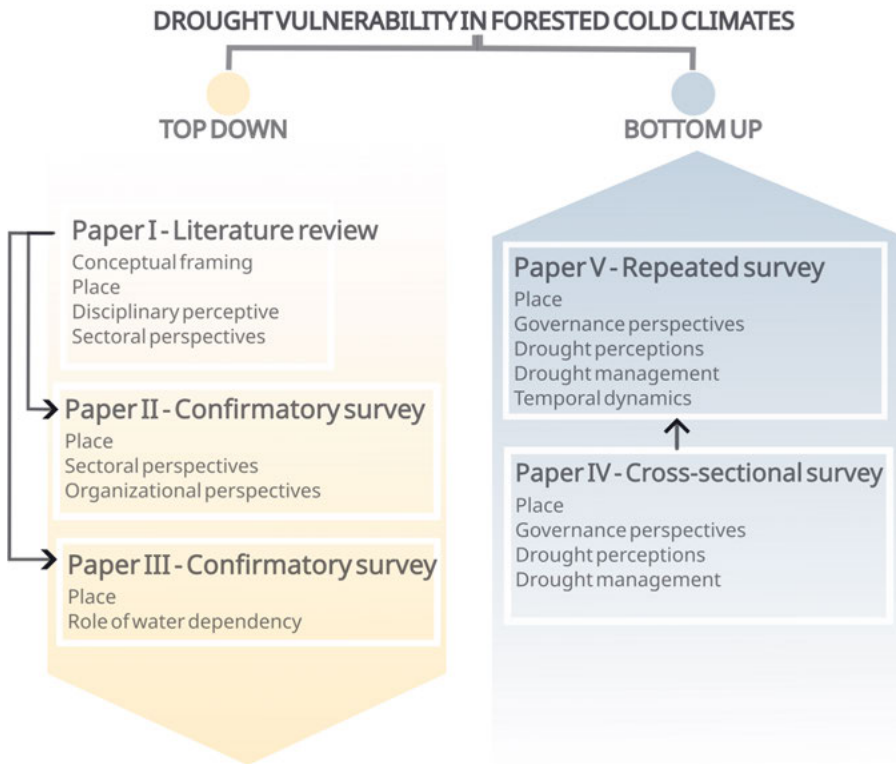 DROUGHT VULNERABILITY IN FORESTED COLD CLIMATES
TOP DOWN
Paper I - Literature review
Conceptual framing
Place
Disciplinary perceptive
Sectoral perspectives
Paper II - Confirmatory survey
Place
Sectoral perspectives
Organizational perspectives
Paper III - Confirmatory survey
Place
Role of water dependency
BOTTOM UP
Paper V - Repeated survey
Place
Governance perspectives
Drought perceptions
Drought management
Temporal dynamics
Paper IV - Cross-sectional survey
Place
Governance perspectives
Drought perceptions
Drought management